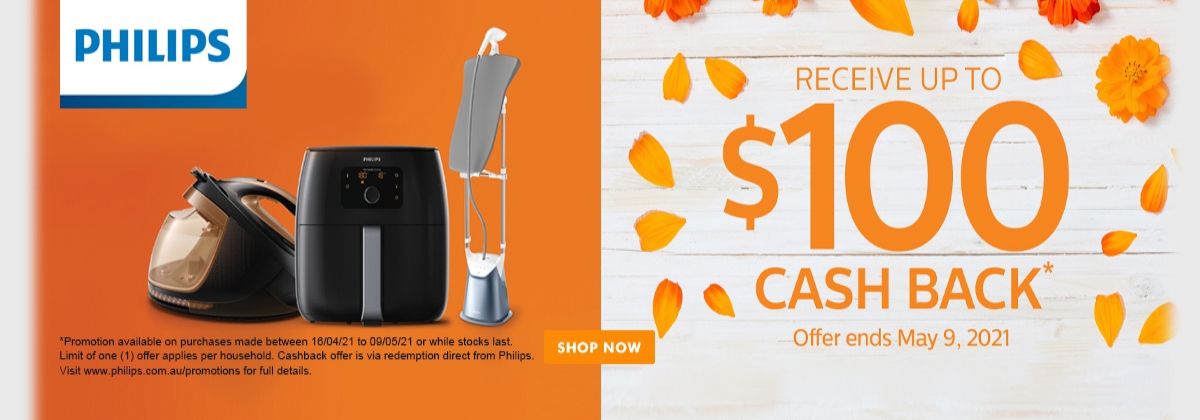 PHILIPS
PHILIPS
*Promotion available on purchases made between 16/04/21 to 09/05/21 or while stocks last.
Limit of one (1) offer applies per household. Cashback offer is via redemption direct from Philips.
Visit www.philips.com.au/promotions for full details.
SHOP NOW
RECEIVE UP TO
$100
CASH BACK*
Offer ends May 9, 2021